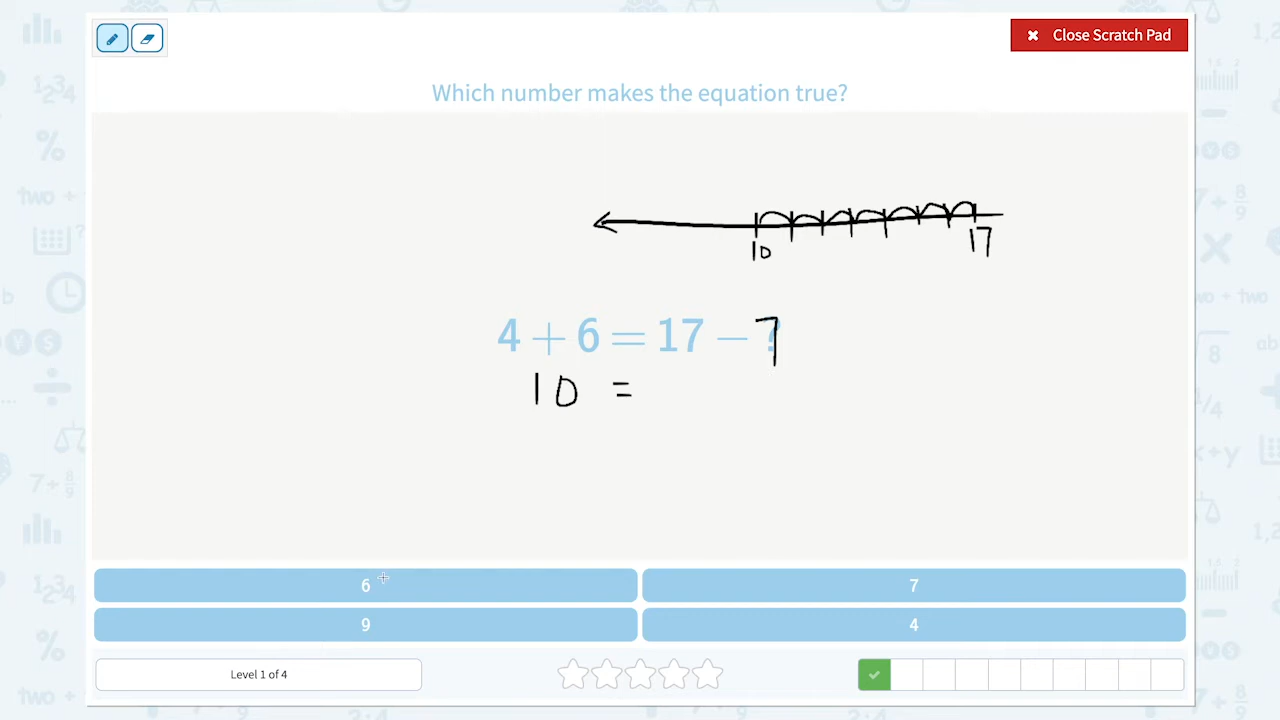 Close Scratch Pad
Which number makes the equation true?
10 17
4 + 6 = 17 − 7
10 =
6 7
9 4
Level 1 of 4